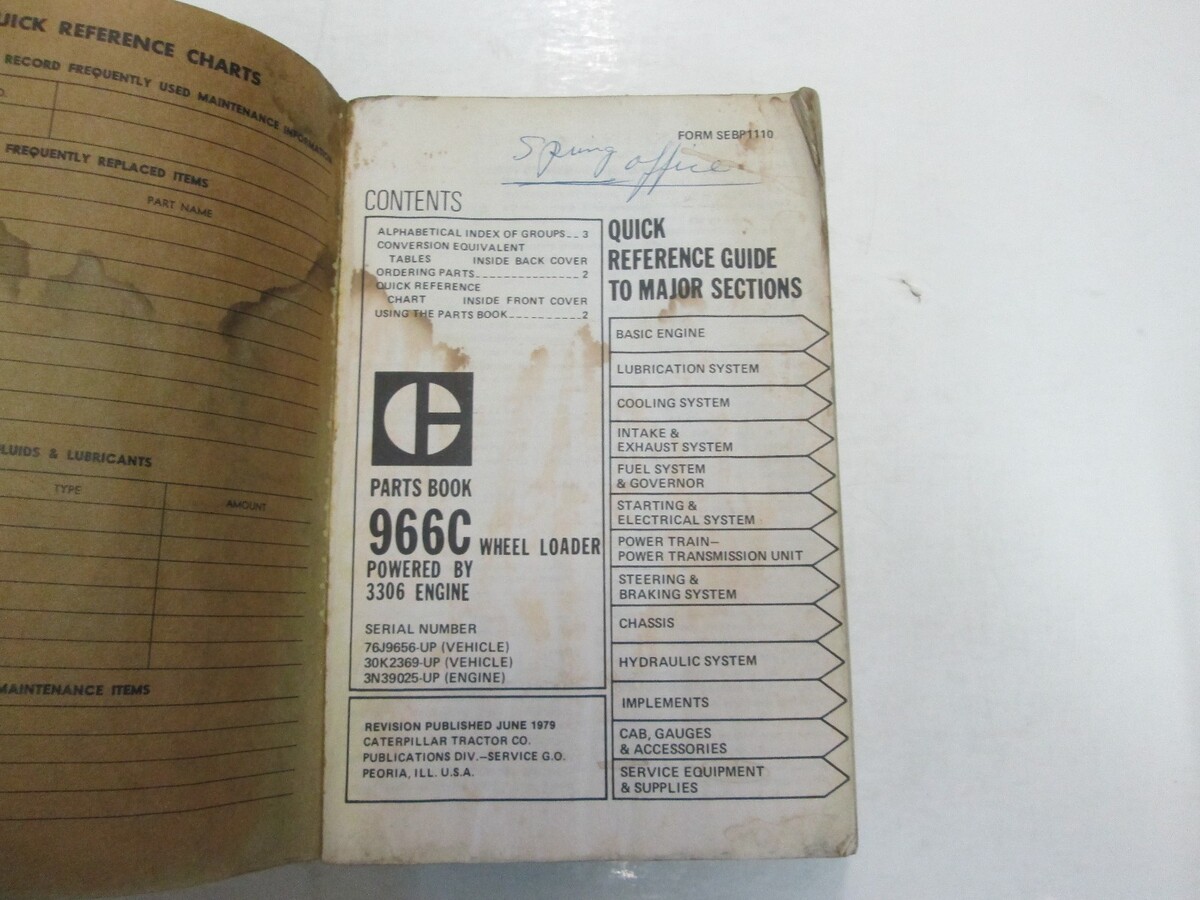 QUICK REFERENCE CHARTS
RECORD FREQUENTLY USED MAINTENANCE INFORMATION
FREQUENTLY REPLACED ITEMS
PART NAME
FLUIDS & LUBRICANTS
TYPE
AMOUNT
MAINTENANCE ITEMS
FORM SEBP1110
Spring office
CONTENTS
ALPHABETICAL INDEX OF GROUPS__3
CONVERSION EQUIVALENT
TABLES INSIDE BACK COVER
ORDERING PARTS_____________2
QUICK REFERENCE
CHART INSIDE FRONT COVER
USING THE PARTS BOOK__________2
PARTS BOOK
966C WHEEL LOADER
POWERED BY
3306 ENGINE
SERIAL NUMBER
76J9656-UP (VEHICLE)
30K2369-UP (VEHICLE)
3N39025-UP (ENGINE)
REVISION PUBLISHED JUNE 1979
CATERPILLAR TRACTOR CO.
PUBLICATIONS DIV.–SERVICE G.O.
PEORIA, ILL. U.S.A.
QUICK
REFERENCE GUIDE
TO MAJOR SECTIONS
BASIC ENGINE
LUBRICATION SYSTEM
COOLING SYSTEM
INTAKE &
EXHAUST SYSTEM
FUEL SYSTEM
& GOVERNOR
STARTING &
ELECTRICAL SYSTEM
POWER TRAIN–
POWER TRANSMISSION UNIT
STEERING &
BRAKING SYSTEM
CHASSIS
HYDRAULIC SYSTEM
IMPLEMENTS
CAB, GAUGES
& ACCESSORIES
SERVICE EQUIPMENT
& SUPPLIES